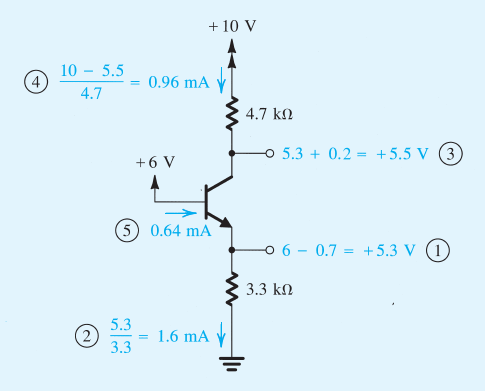 + 10 V
④ (10 − 5.5)/4.7 = 0.96 mA
4.7 kΩ
5.3 + 0.2 = +5.5 V ③
+6 V
⑤ 0.64 mA
6 − 0.7 = +5.3 V ①
3.3 kΩ
② 5.3/3.3 = 1.6 mA